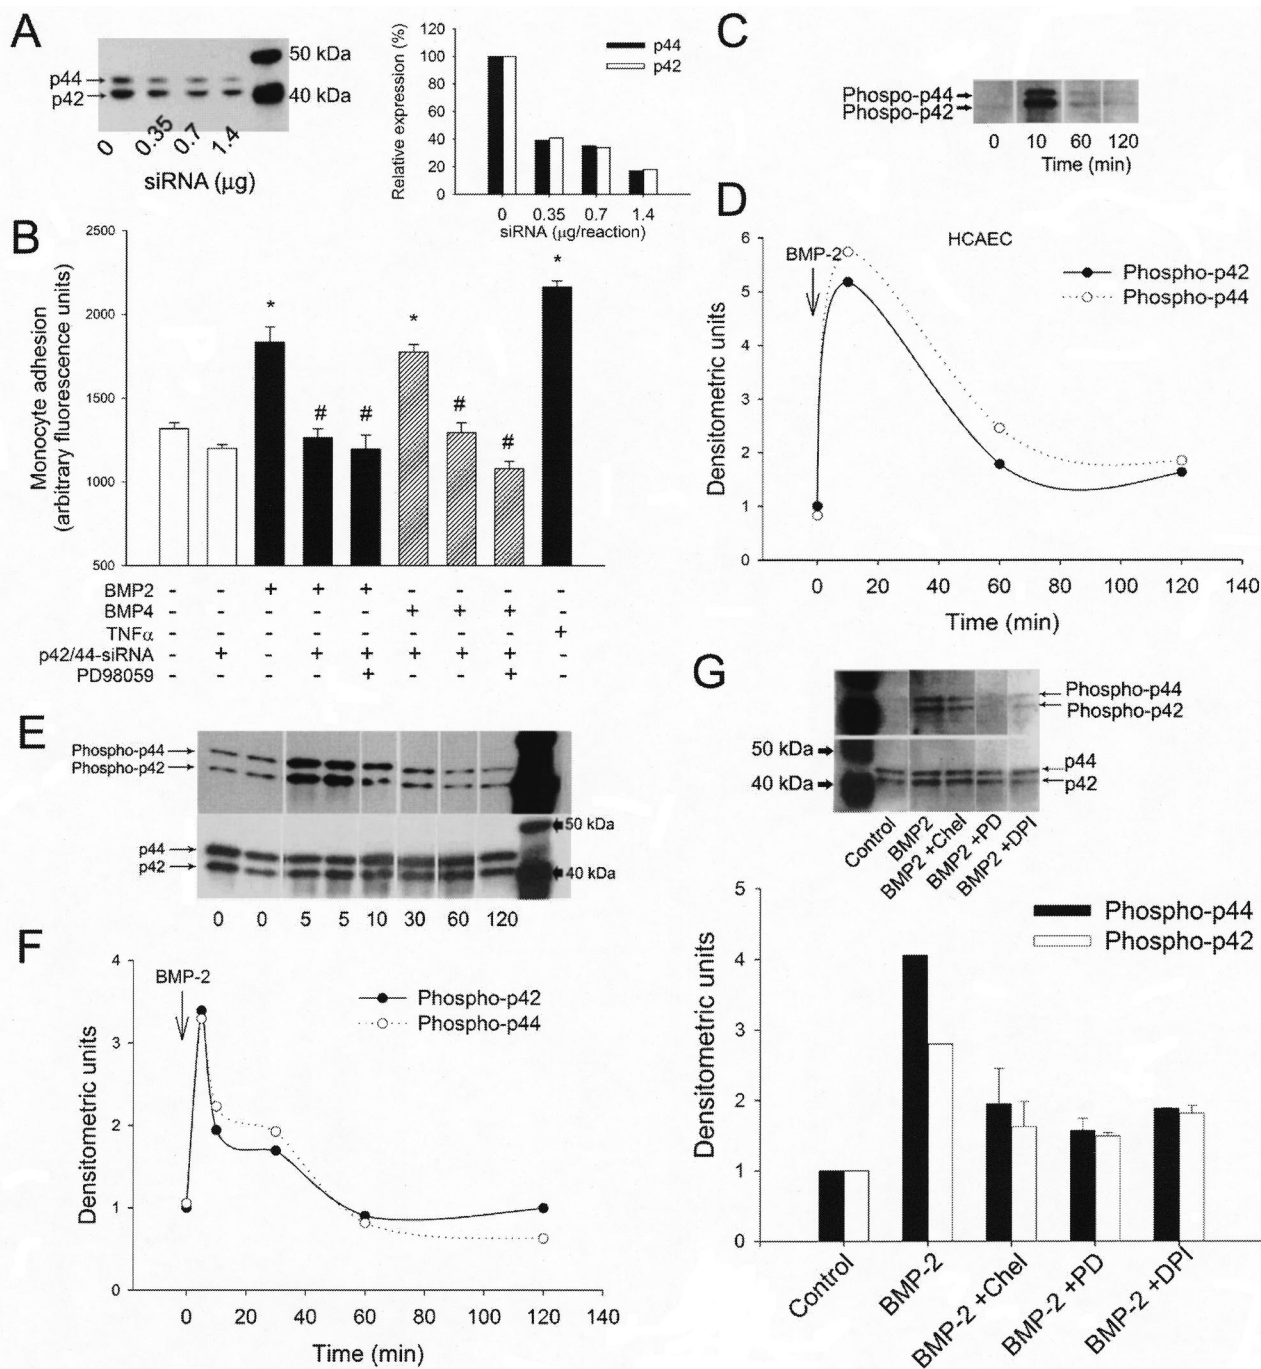 A
p44
p42
50 kDa
40 kDa
0 0.35 0.7 1.4
siRNA (μg)
Relative expression (%)
120
100
80
60
40
20
0
p44
p42
0 0.35 0.7 1.4
siRNA (μg/reaction)
B
Monocyte adhesion
(arbitrary fluorescence units)
2500
2000
1500
1000
500
* # # * # # *
BMP2 - - + + + - - - -
BMP4 - - - - - + + + -
TNFα - - - - - - - - +
p42/44-siRNA - + - + + + + + -
PD98059 - - - - + - - + -
C
Phospo-p44
Phospo-p42
0 10 60 120
Time (min)
D
HCAEC
BMP-2
Phospho-p42
Phospho-p44
Densitometric units
6
5
4
3
2
1
0
0 20 40 60 80 100 120 140
Time (min)
E
Phospho-p44
Phospho-p42
p44
p42
50 kDa
40 kDa
0 0 5 5 10 30 60 120
F
BMP-2
Phospho-p42
Phospho-p44
Densitometric units
4
3
2
1
0
0 20 40 60 80 100 120 140
Time (min)
G
Phospho-p44
Phospho-p42
50 kDa
40 kDa
p44
p42
Control
BMP2
BMP2 +Chel
BMP2 +PD
BMP2 +DPI
Densitometric units
5
4
3
2
1
0
Phospho-p44
Phospho-p42
Control
BMP-2
BMP-2 +Chel
BMP-2 +PD
BMP-2 +DPI